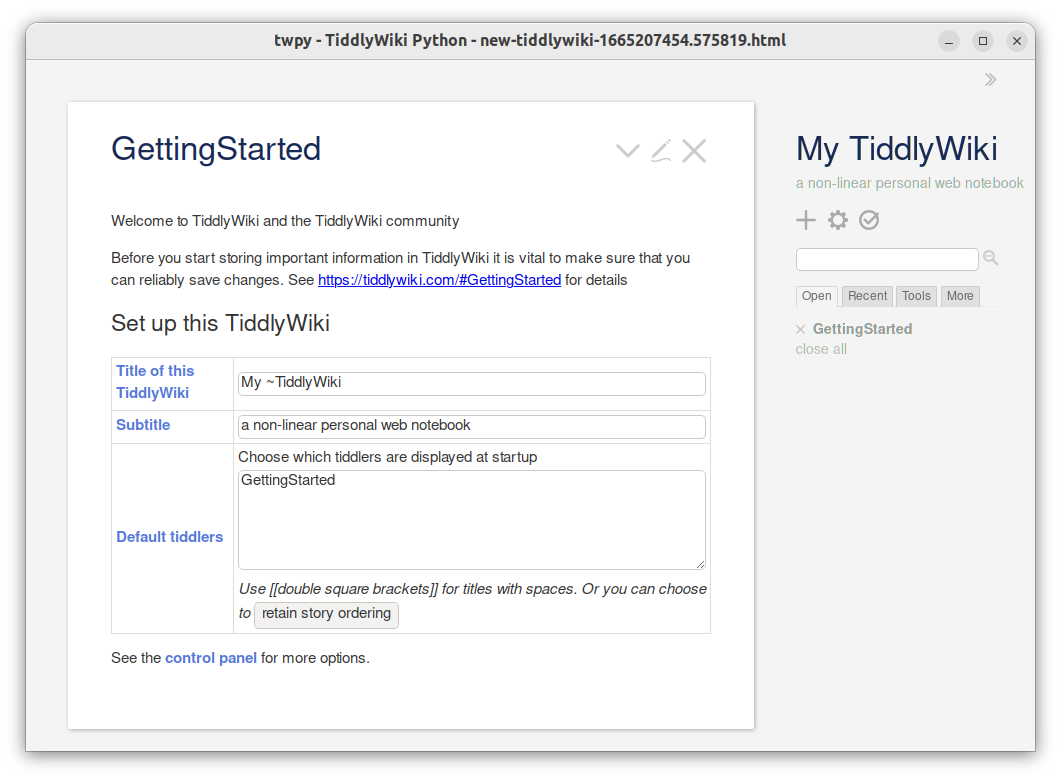 twpy - TiddlyWiki Python - new-tiddlywiki-1665207454.575819.html
GettingStarted
Welcome to TiddlyWiki and the TiddlyWiki community
Before you start storing important information in TiddlyWiki it is vital to make sure that you
can reliably save changes. See https://tiddlywiki.com/#GettingStarted for details
Set up this TiddlyWiki
Title of this
TiddlyWiki
My ~TiddlyWiki
Subtitle
a non-linear personal web notebook
Default tiddlers
Choose which tiddlers are displayed at startup
GettingStarted
Use [[double square brackets]] for titles with spaces. Or you can choose
to retain story ordering
See the control panel for more options.
My TiddlyWiki
a non-linear personal web notebook
Open Recent Tools More
GettingStarted
close all